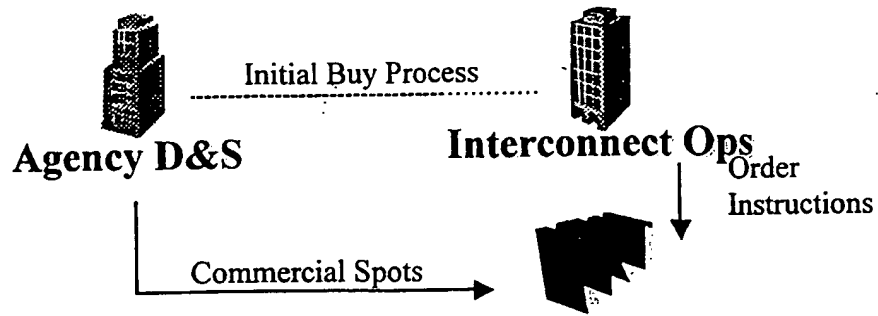 Initial Buy Process
Agency D&S
Interconnect Ops
Order
Instructions
Commercial Spots